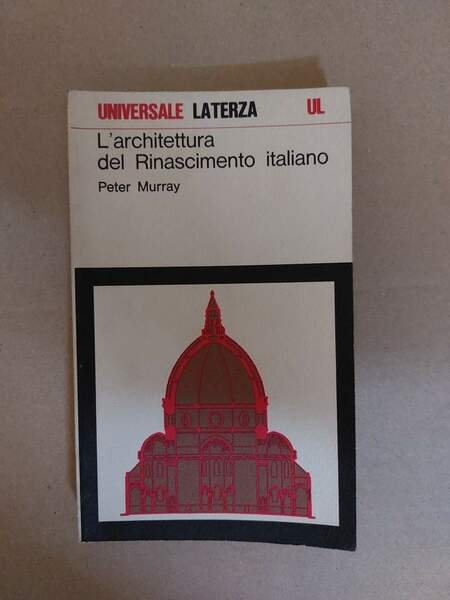 UNIVERSALE LATERZA UL
L'architettura
del Rinascimento italiano
Peter Murray